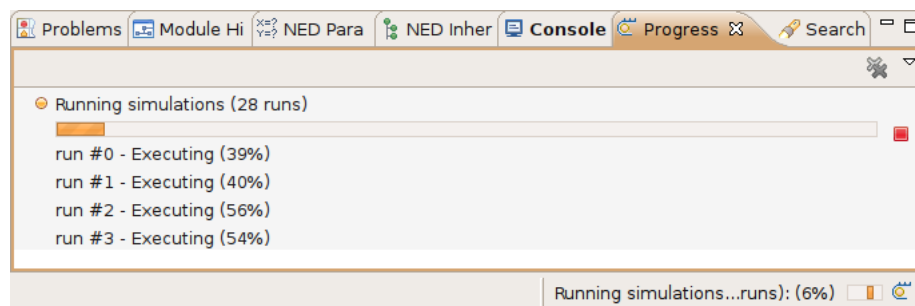 Problems Module Hi NED Para NED Inher Console Progress Search
Running simulations (28 runs)
run #0 - Executing (39%)
run #1 - Executing (40%)
run #2 - Executing (56%)
run #3 - Executing (54%)
Running simulations...runs): (6%)